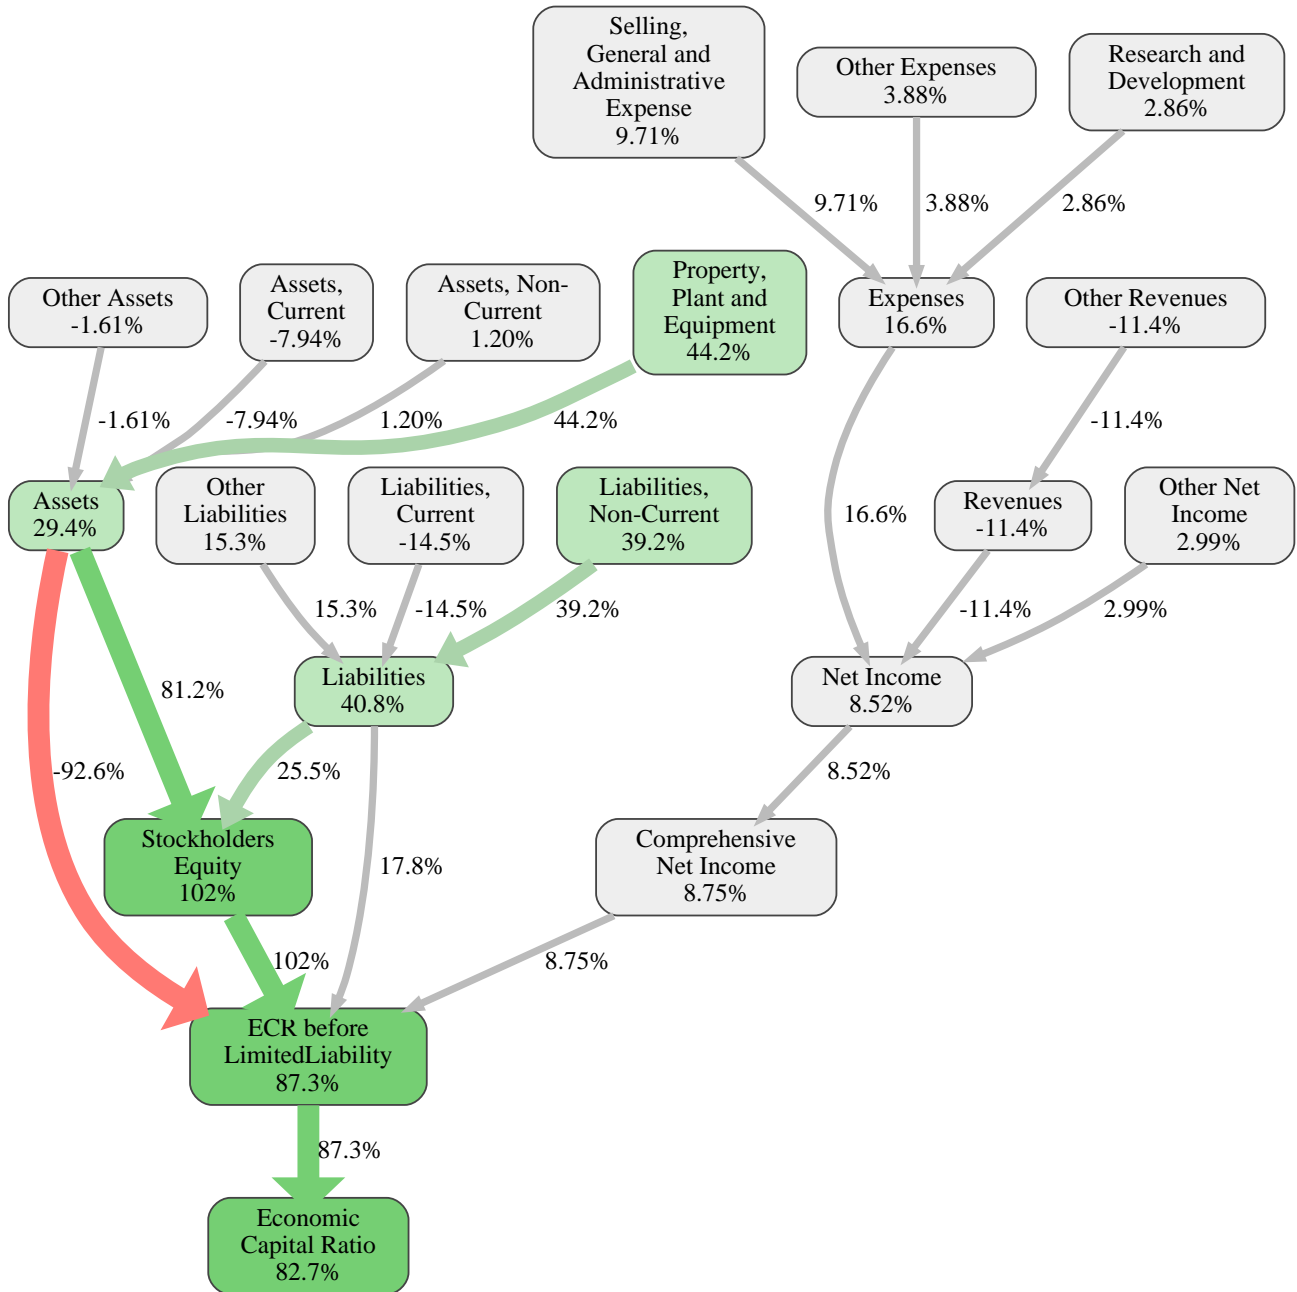 Selling,
General and
Administrative
Expense
9.71%
Other Expenses
3.88%
Research and
Development
2.86%
9.71%
3.88%
2.86%
Other Assets
-1.61%
Assets,
Current
-7.94%
Assets, Non-
Current
1.20%
Property,
Plant and
Equipment
44.2%
Expenses
16.6%
Other Revenues
-11.4%
-1.61%
-7.94%
1.20%
44.2%
-11.4%
Assets
29.4%
Other
Liabilities
15.3%
Liabilities,
Current
-14.5%
Liabilities,
Non-Current
39.2%
16.6%
Revenues
-11.4%
Other Net
Income
2.99%
15.3%
-14.5%
39.2%
-11.4%
2.99%
81.2%
Liabilities
40.8%
Net Income
8.52%
-92.6%
25.5%
8.52%
Stockholders
Equity
102%
17.8%
Comprehensive
Net Income
8.75%
102%
8.75%
ECR before
LimitedLiability
87.3%
87.3%
Economic
Capital Ratio
82.7%